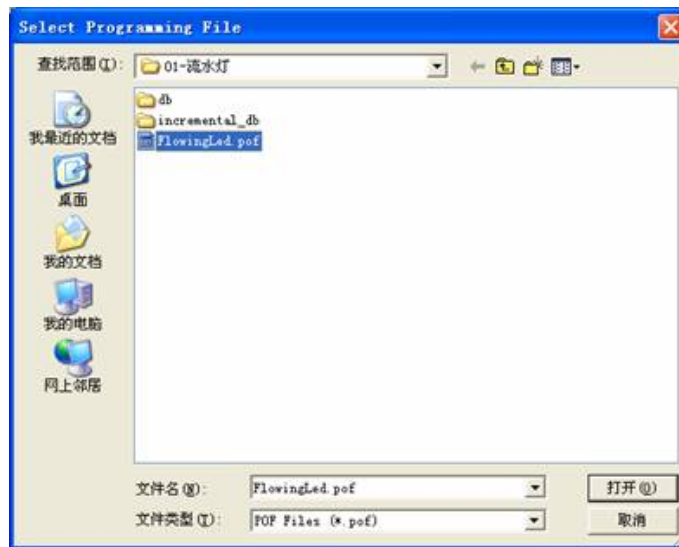 Select Programming File
查找范围(I):
01-流水灯
db
incremental_db
FlowingLed.pof
我最近的文档
桌面
我的文档
我的电脑
网上邻居
文件名(N):
FlowingLed.pof
打开(O)
文件类型(T):
POF Files (*.pof)
取消